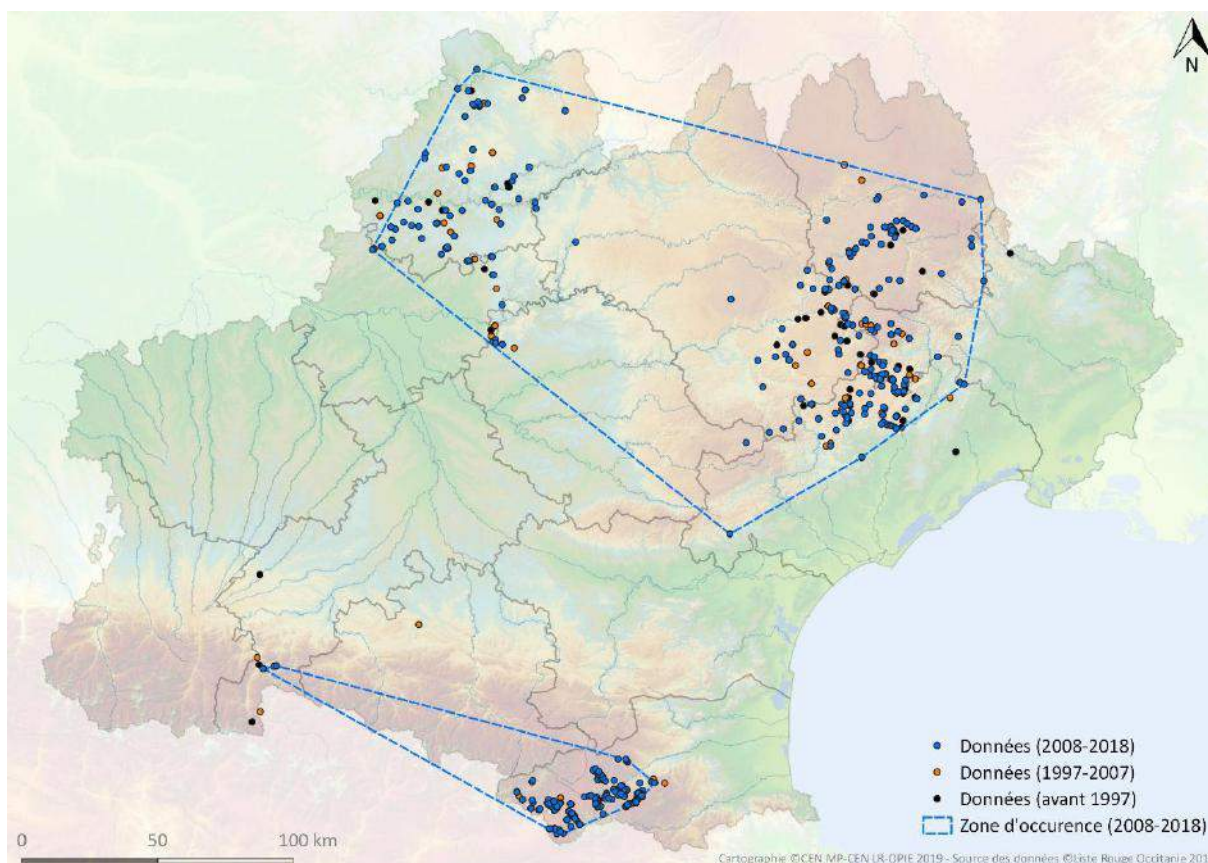 N
Données (2008-2018)
Données (1997-2007)
Données (avant 1997)
Zone d'occurence (2008-2018)
0 50 100 km
Cartographie ©CEN MP-CEN LR-OPIE 2019 - Source des données ©Liste Rouge Occitanie 201